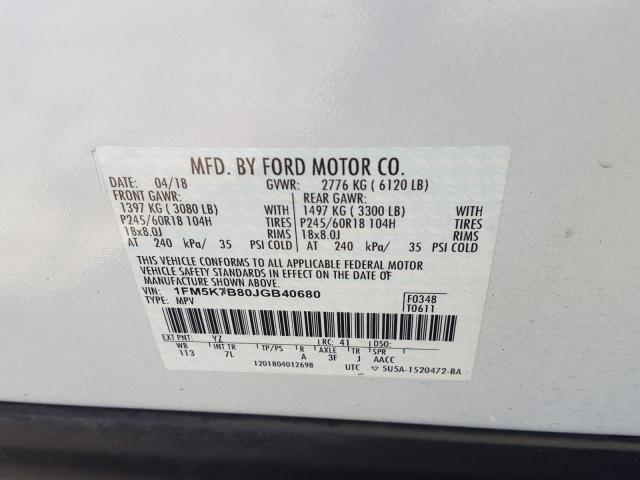 MFD. BY FORD MOTOR CO.
DATE: 04/18 GVWR: 2776 KG ( 6120 LB)
FRONT GAWR: REAR GAWR:
1397 KG ( 3080 LB) WITH 1497 KG ( 3300 LB) WITH
P245/60R18 104H TIRES P245/60R18 104H TIRES
18x8.0J RIMS 18x8.0J RIMS
AT 240 kPa/ 35 PSI COLD AT 240 kPa/ 35 PSI COLD
THIS VEHICLE CONFORMS TO ALL APPLICABLE FEDERAL MOTOR
VEHICLE SAFETY STANDARDS IN EFFECT ON THE DATE OF
MANUFACTURE SHOWN ABOVE.
VIN: 1FM5K7B80JGB40680 F0348
TYPE: MPV T0611
EXT PNT: YZ RC: 41 DSO:
WB INT TR TP/PS R AXLE TR SPR
113 7L A 3F J AACC
1201804012698 UTC ▽ 5U5A-1520472-BA